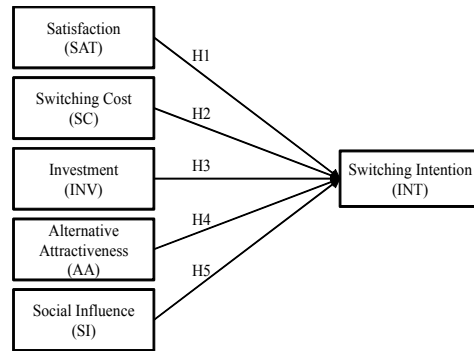 Satisfaction
(SAT)
H1
Switching Cost
(SC)
H2
Investment
(INV)
H3
Switching Intention
(INT)
Alternative
Attractiveness
(AA)
H4
Social Influence
(SI)
H5